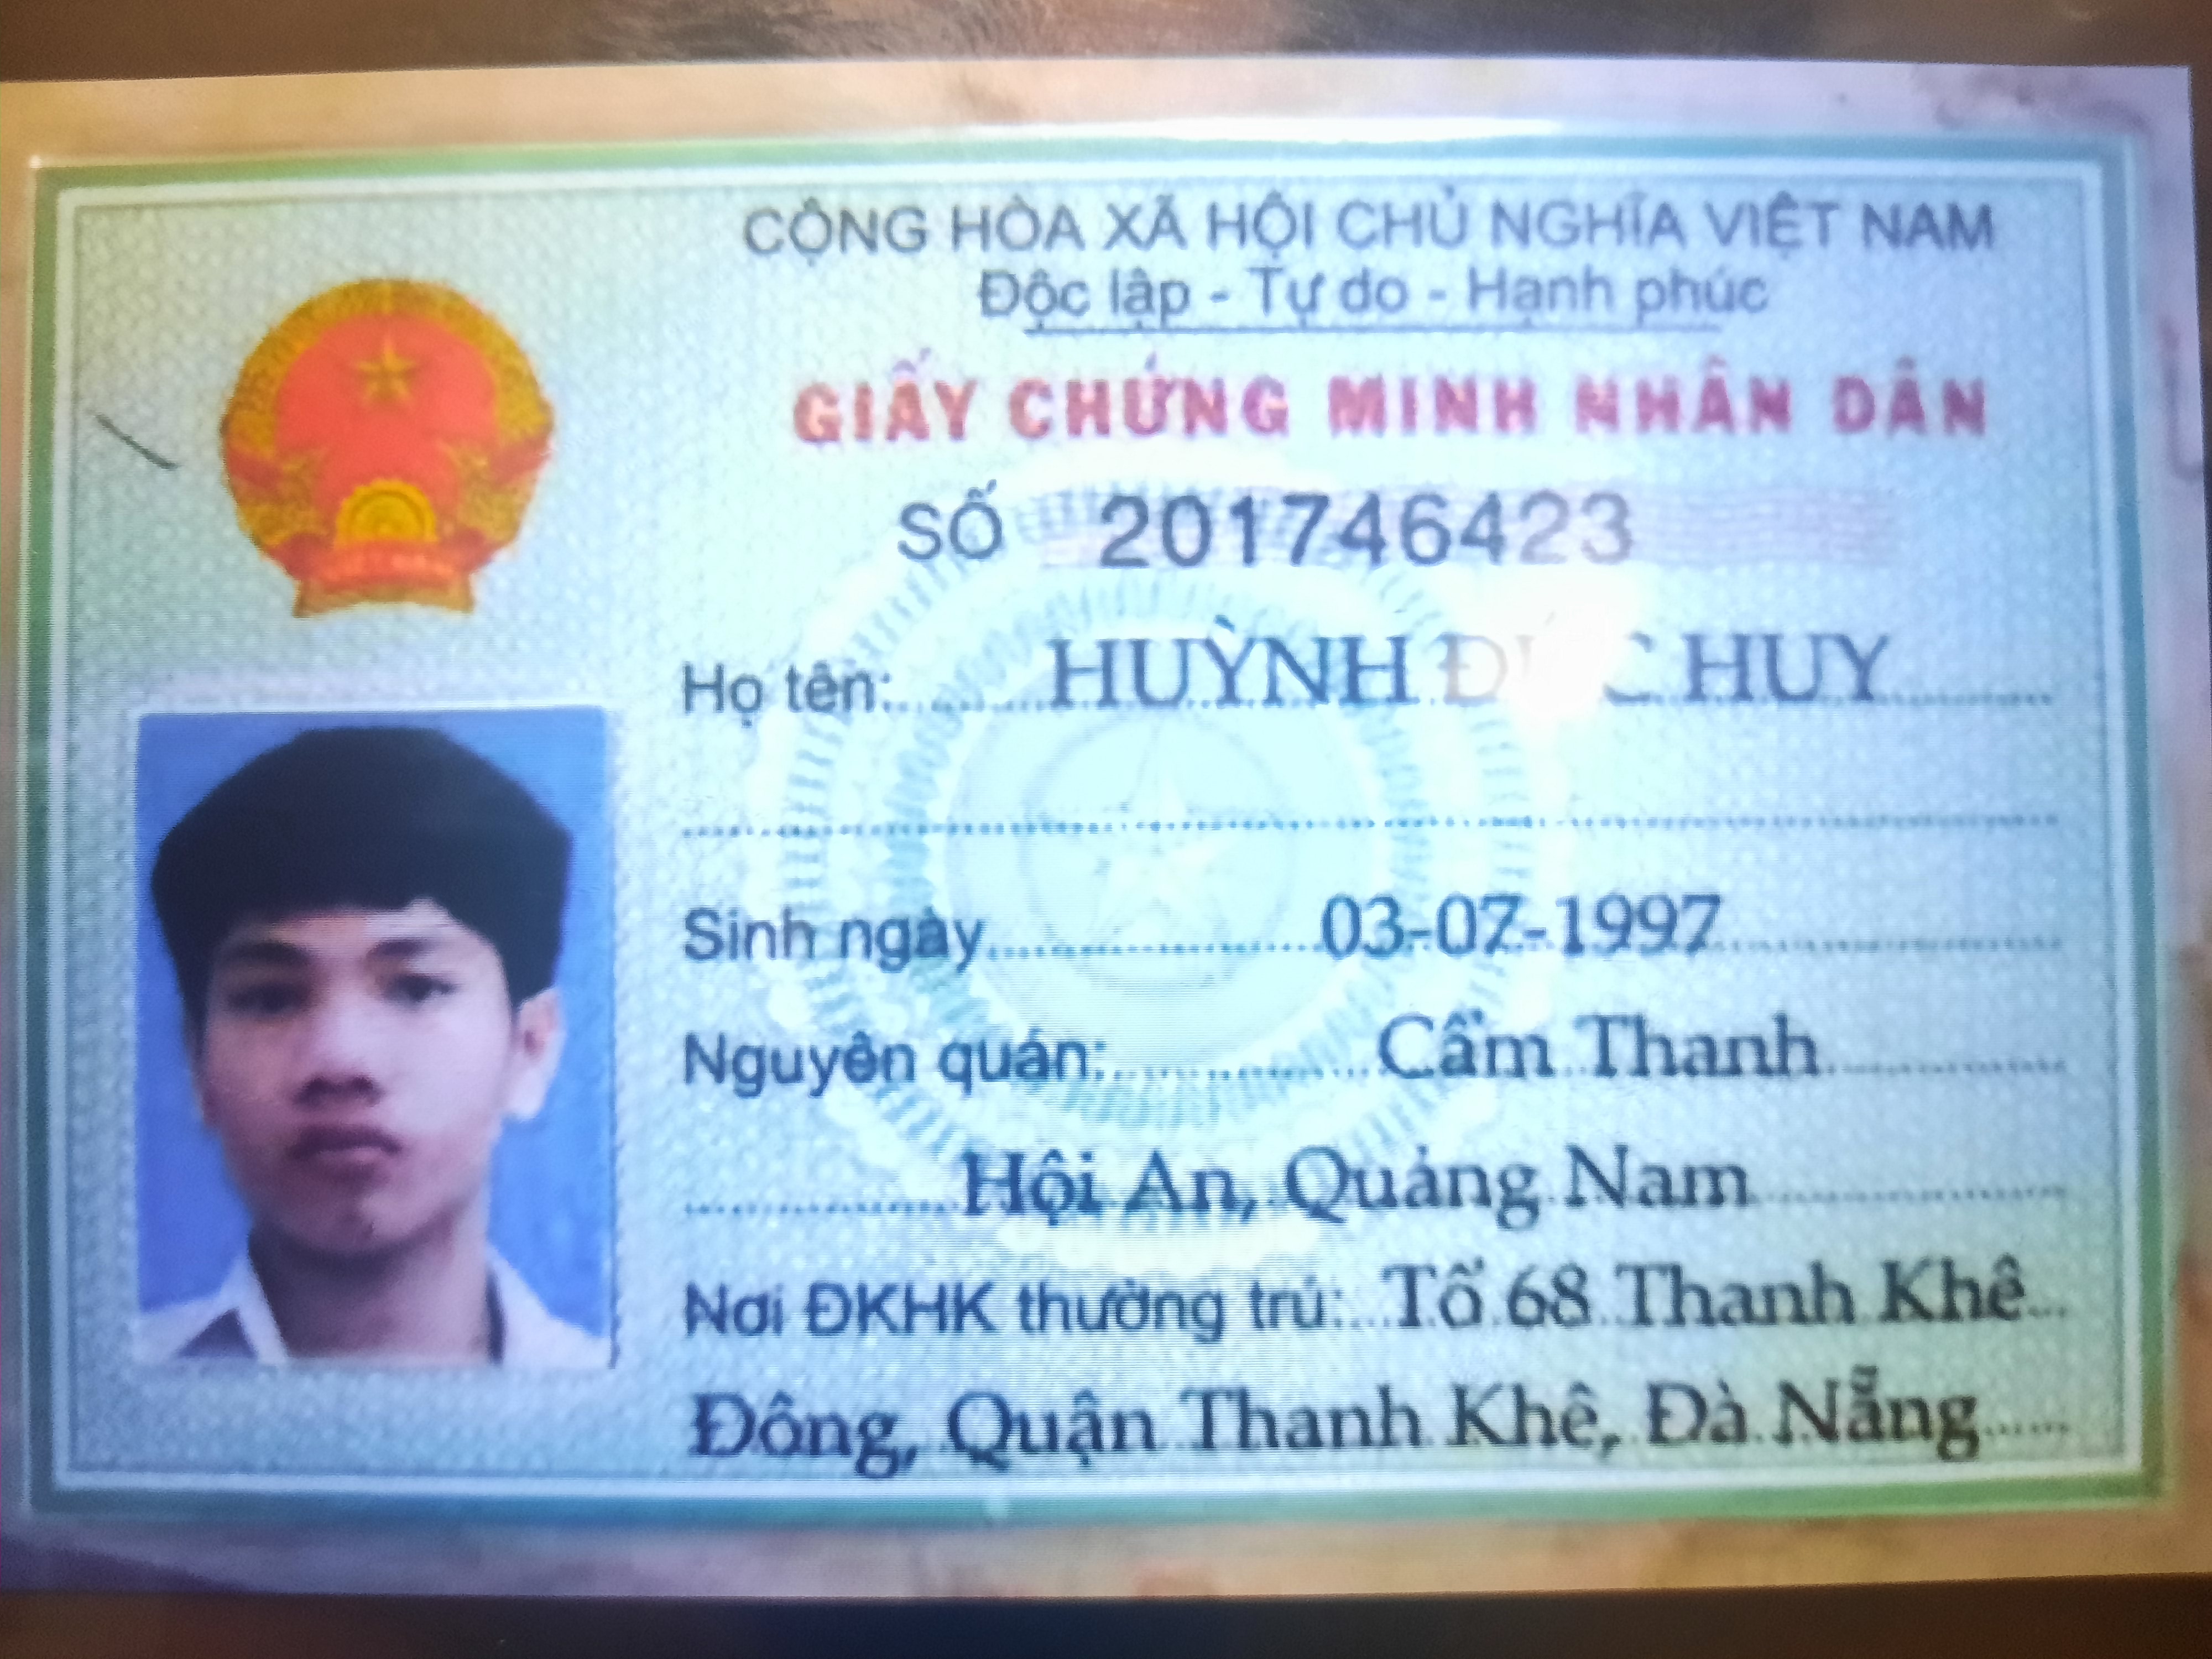 CỘNG HÒA XÃ HỘI CHỦ NGHĨA VIỆT NAM
Độc lập - Tự do - Hạnh phúc
GIẤY CHỨNG MINH NHÂN DÂN
SỐ 201746423
Họ tên: HUỲNH HUY
Sinh ngày 03-07-1997
Nguyên quán: Cẩm Thanh
Hội An, Quảng Nam
Nơi ĐKHK thường trú: Tổ 68 Thanh Khê
Đông, Quận Thanh Khê, Đà Nẵng